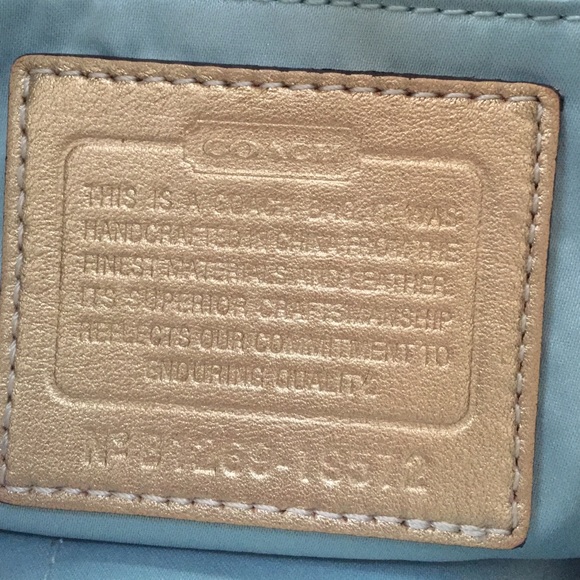 COACH
THIS IS A COACH BAG. IT WAS
HANDCRAFTED IN CHINA FROM THE
FINEST MATERIALS AND LEATHER.
ITS SUPERIOR CRAFTSMANSHIP
REFLECTS OUR COMMITMENT TO
ENDURING QUALITY.
Nº